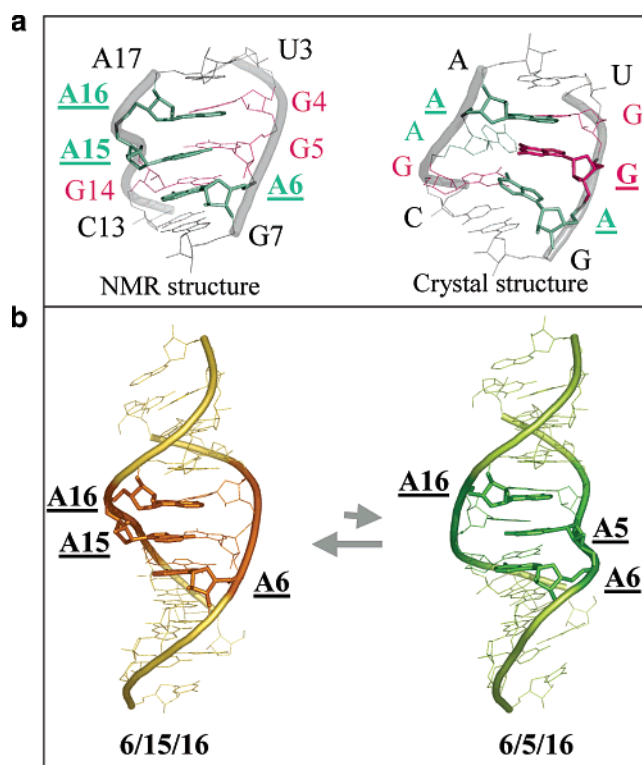 a
A17
U3
A16
G4
A15
G5
G14
A6
C13
G7
NMR structure
A
U
A
G
A
G
G
C
A
G
Crystal structure
b
A16
A15
A6
6/15/16
A16
A5
A6
6/5/16